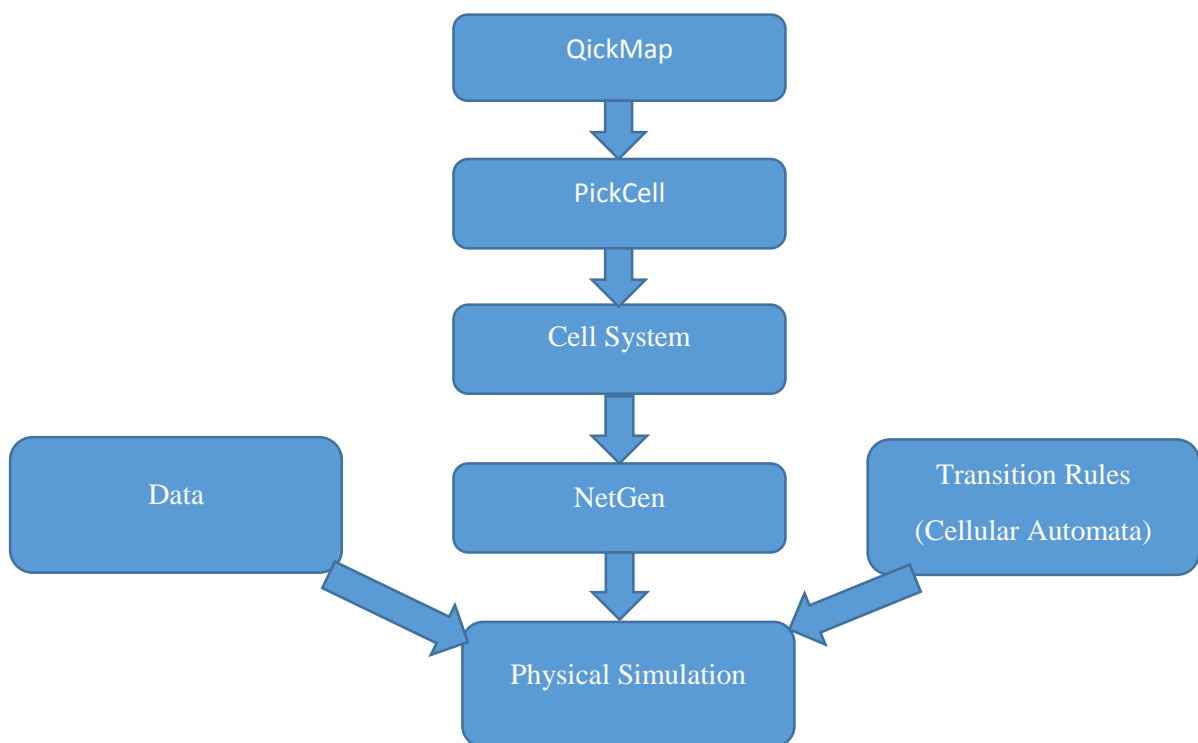 QickMap
PickCell
Cell System
Data
NetGen
Transition Rules
(Cellular Automata)
Physical Simulation